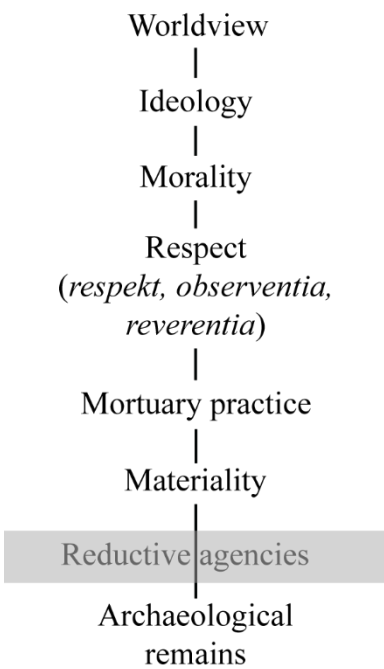 Worldview
Ideology
Morality
Respect
(respekt, observentia,
reverentia)
Mortuary practice
Materiality
Reductive agencies
Archaeological
remains